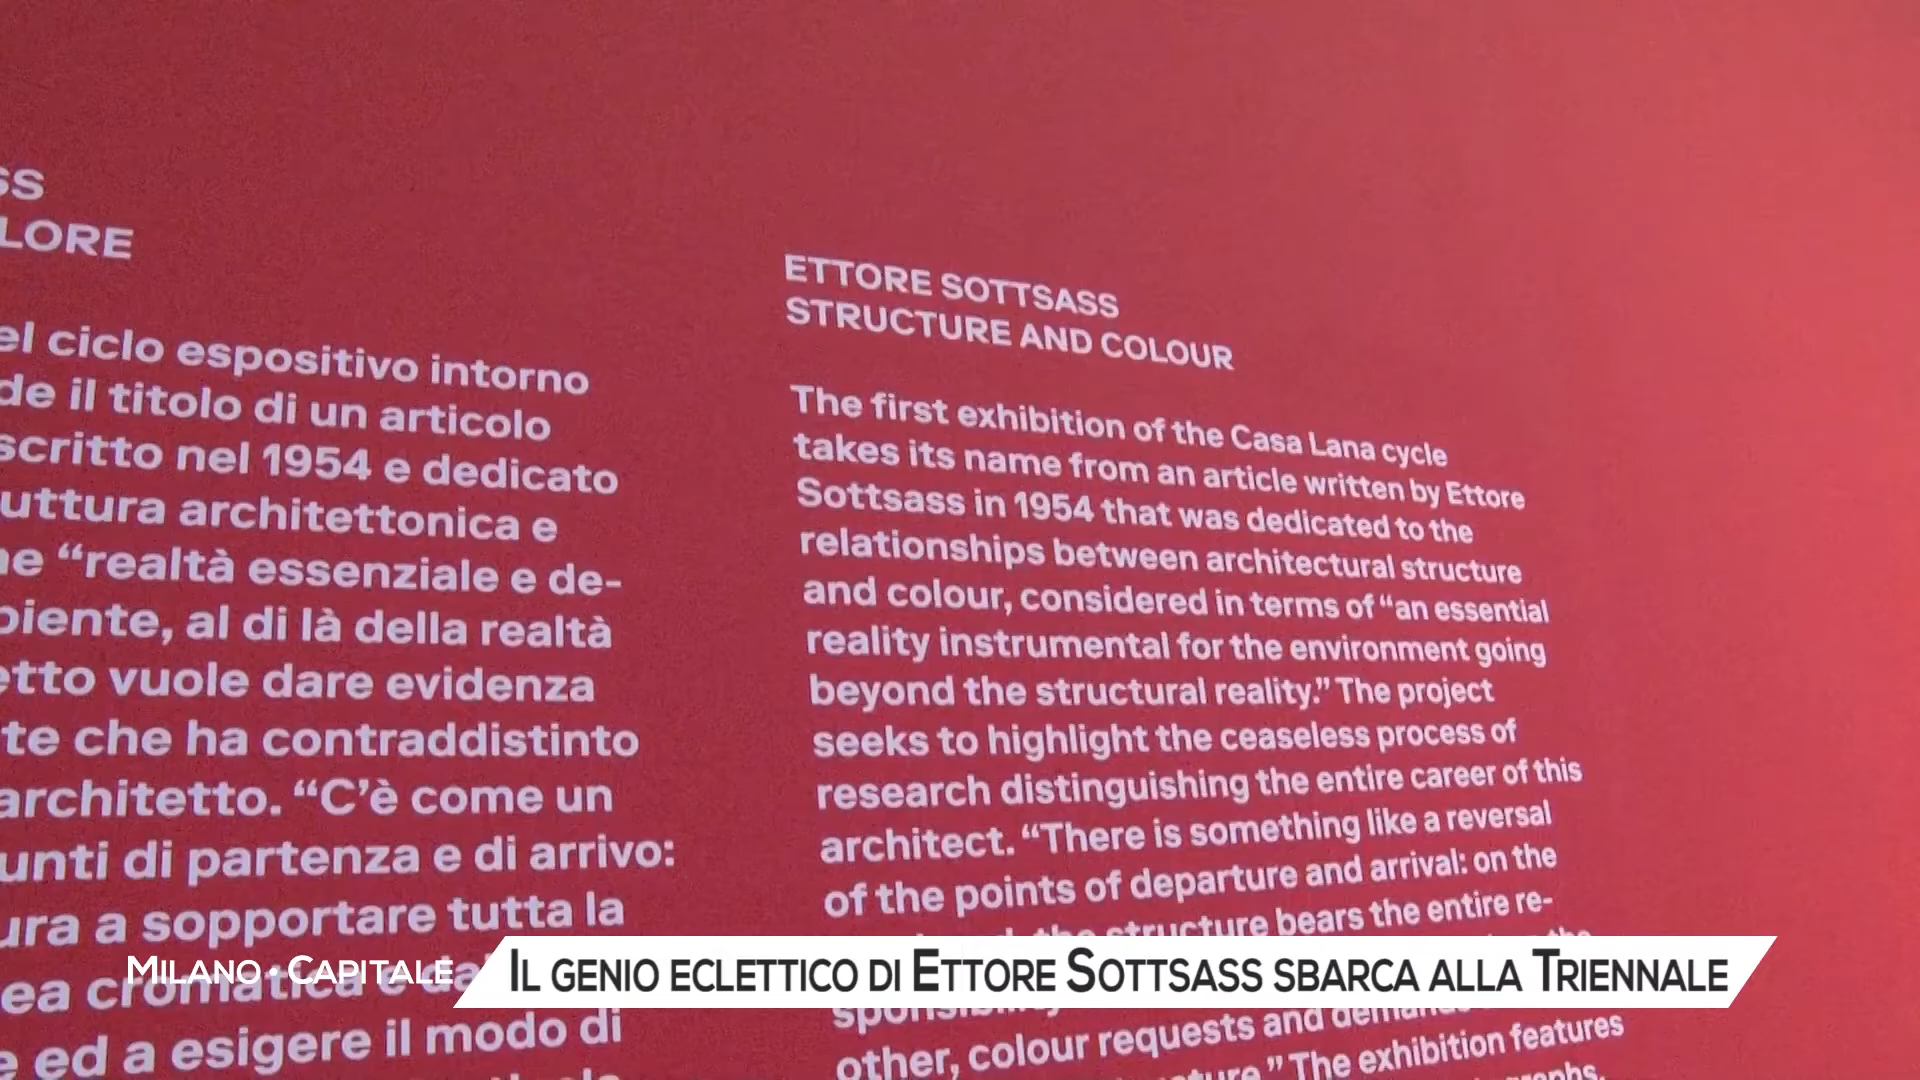 SS
LORE
el ciclo espositivo intorno
de il titolo di un articolo
scritto nel 1954 e dedicato
uttura architettonica e
ne “realtà essenziale e de-
biente, al di là della realtà
etto vuole dare evidenza
te che ha contraddistinto
architetto. “C’è come un
unti di partenza e di arrivo:
ura a sopportare tutta la
ea cromatica e
e ed a esigere il modo di
ETTORE SOTTSASS
STRUCTURE AND COLOUR
The first exhibition of the Casa Lana cycle
takes its name from an article written by Ettore
Sottsass in 1954 that was dedicated to the
relationships between architectural structure
and colour, considered in terms of “an essential
reality instrumental for the environment going
beyond the structural reality.” The project
seeks to highlight the ceaseless process of
research distinguishing the entire career of this
architect. “There is something like a reversal
of the points of departure and arrival: on the
the structure bears the entire re-
other, colour requests and
The exhibition features
MILANO • CAPITALE
IL GENIO ECLETTICO DI ETTORE SOTTSASS SBARCA ALLA TRIENNALE